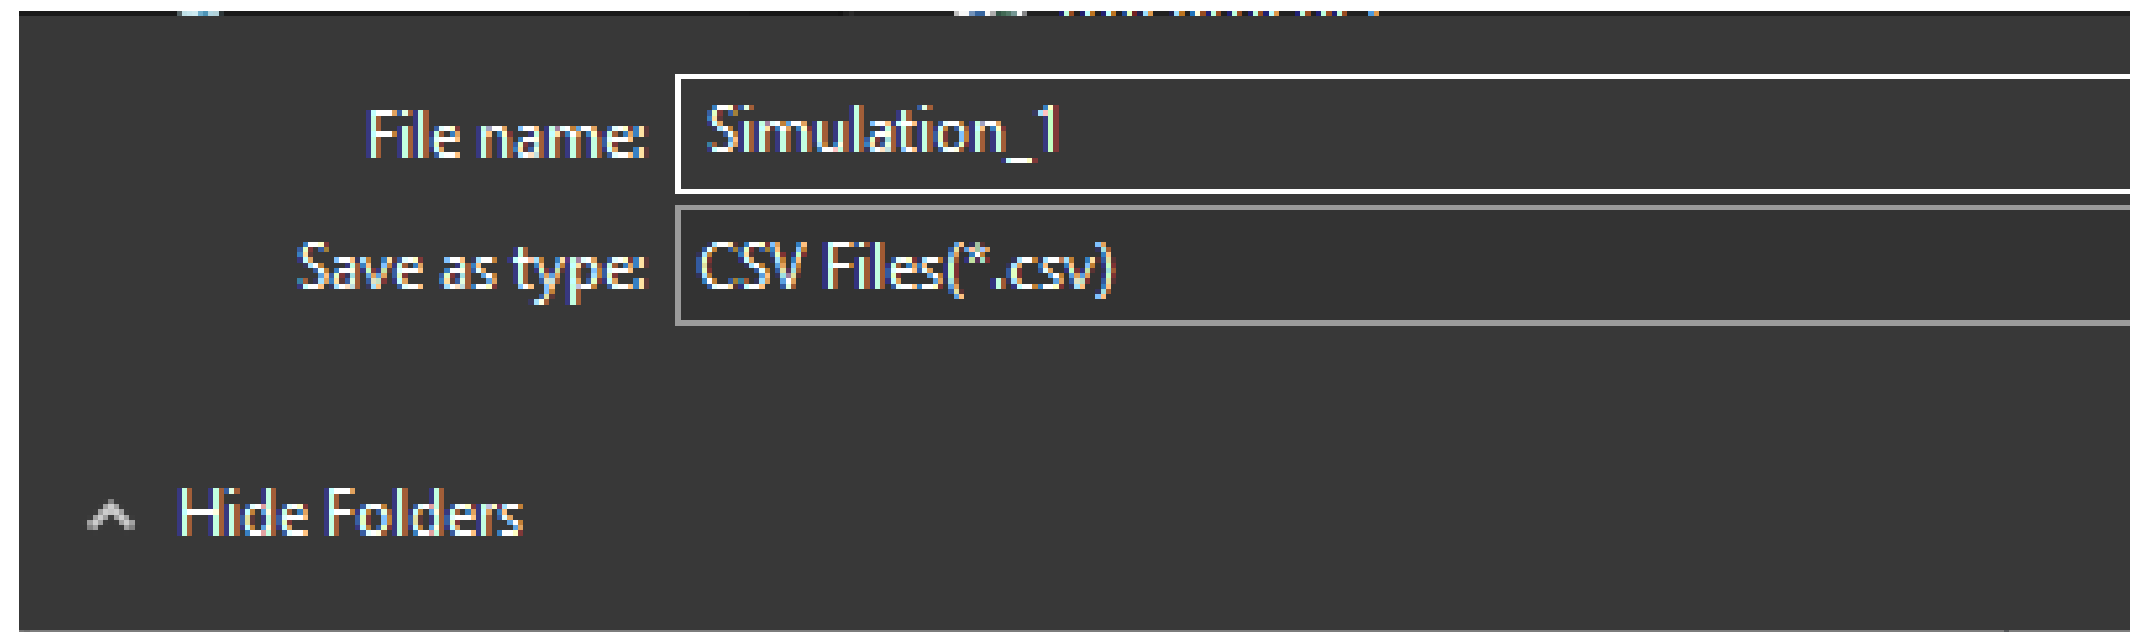 File name: Simulation_1
Save as type: CSV Files(*.csv)
Hide Folders